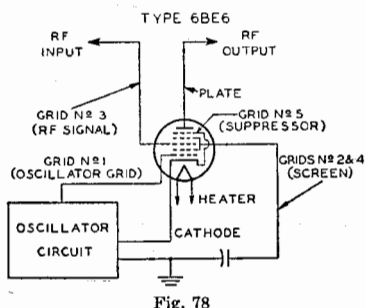 TYPE 6BE6
RF
INPUT
RF
OUTPUT
PLATE
GRID Nº 3
(RF SIGNAL)
GRID Nº 5
(SUPPRESSOR)
GRID Nº 1
(OSCILLATOR GRID)
GRIDS Nº 2 & 4
(SCREEN)
HEATER
CATHODE
OSCILLATOR
CIRCUIT
Fig. 78